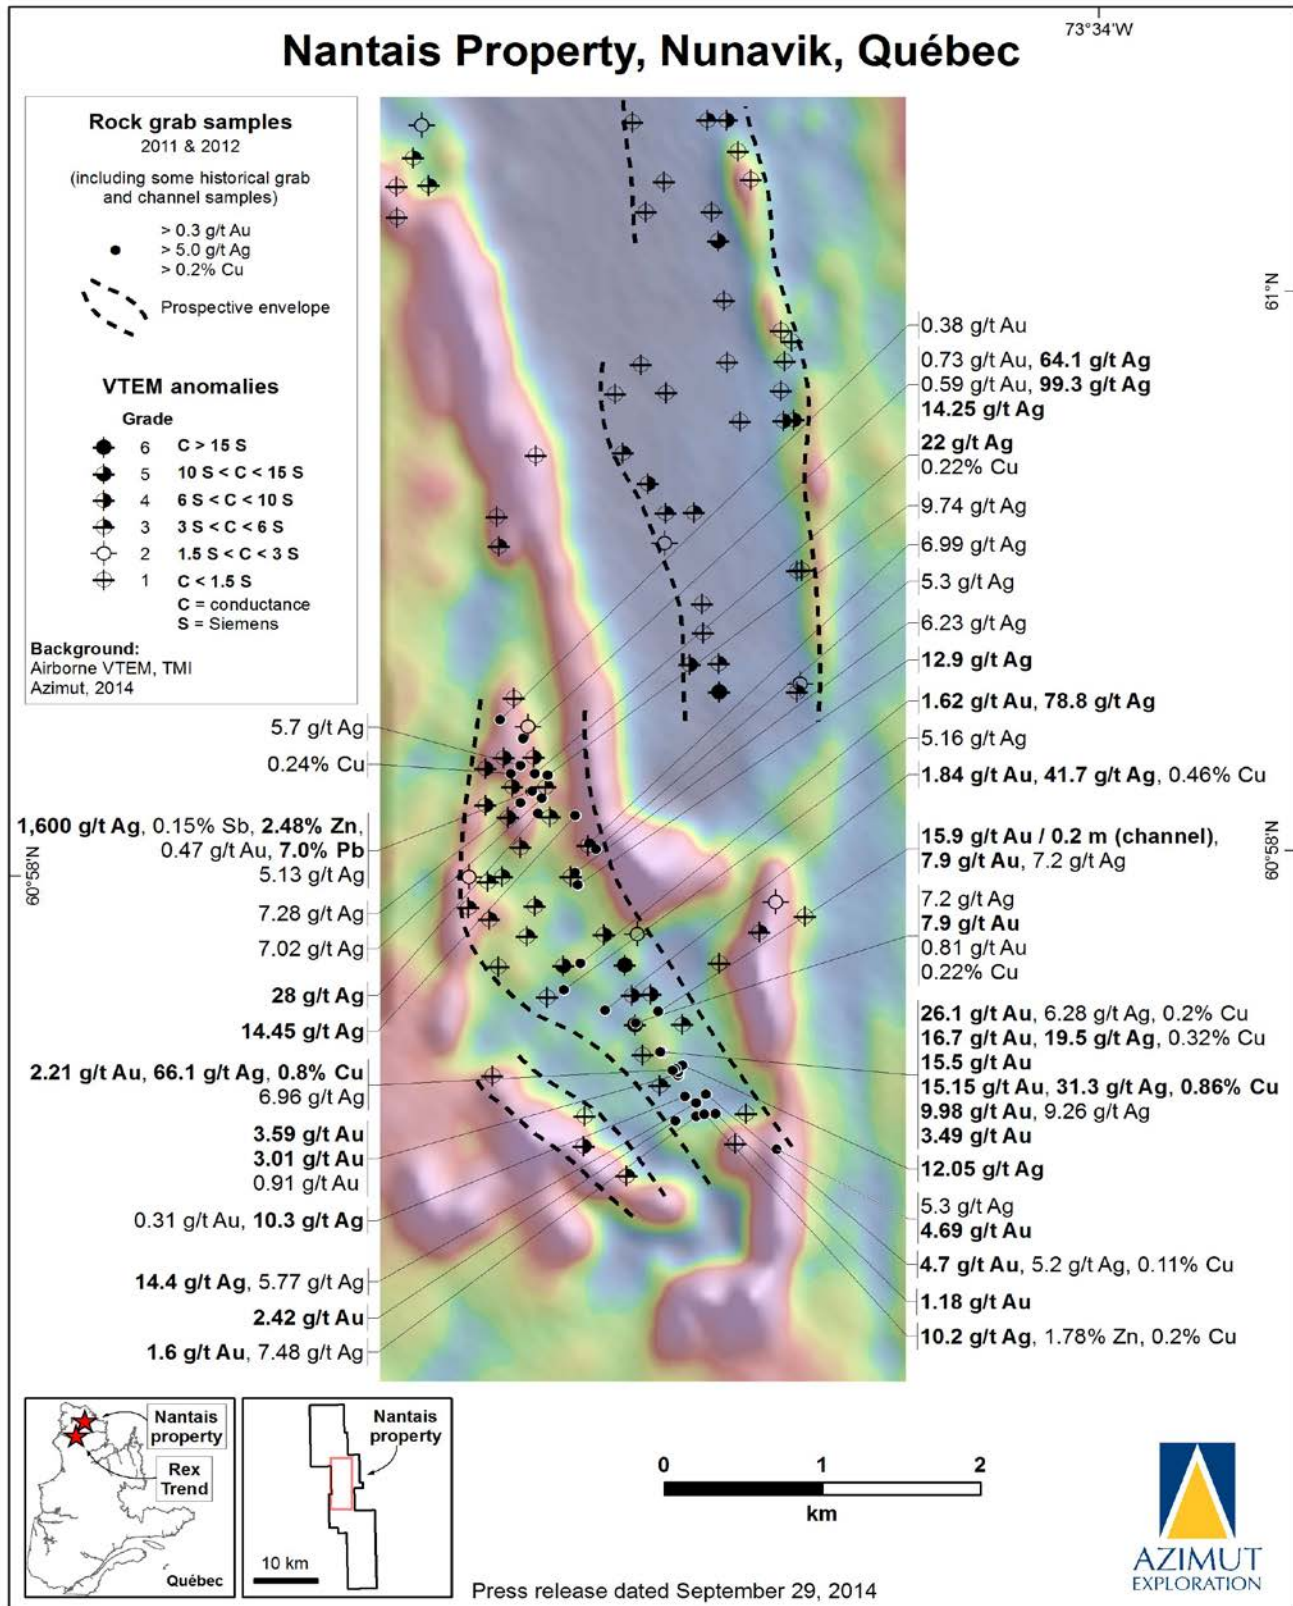 73°34'W
Nantais Property, Nunavik, Québec
Rock grab samples
2011 & 2012
(including some historical grab
and channel samples)
> 0.3 g/t Au
> 5.0 g/t Ag
> 0.2% Cu
Prospective envelope
VTEM anomalies
Grade
6 C > 15 S
5 10 S < C < 15 S
4 6 S < C < 10 S
3 3 S < C < 6 S
2 1.5 S < C < 3 S
1 C < 1.5 S
C = conductance
S = Siemens
Background:
Airborne VTEM, TMI
Azimut, 2014
61°N
0.38 g/t Au
0.73 g/t Au, 64.1 g/t Ag
0.59 g/t Au, 99.3 g/t Ag
14.25 g/t Ag
22 g/t Ag
0.22% Cu
9.74 g/t Ag
6.99 g/t Ag
5.3 g/t Ag
6.23 g/t Ag
12.9 g/t Ag
1.62 g/t Au, 78.8 g/t Ag
5.16 g/t Ag
1.84 g/t Au, 41.7 g/t Ag, 0.46% Cu
15.9 g/t Au / 0.2 m (channel),
7.9 g/t Au, 7.2 g/t Ag
60°58'N
7.2 g/t Ag
7.9 g/t Au
0.81 g/t Au
0.22% Cu
26.1 g/t Au, 6.28 g/t Ag, 0.2% Cu
16.7 g/t Au, 19.5 g/t Ag, 0.32% Cu
15.5 g/t Au
15.15 g/t Au, 31.3 g/t Ag, 0.86% Cu
9.98 g/t Au, 9.26 g/t Ag
3.49 g/t Au
12.05 g/t Ag
5.3 g/t Ag
4.69 g/t Au
4.7 g/t Au, 5.2 g/t Ag, 0.11% Cu
1.18 g/t Au
10.2 g/t Ag, 1.78% Zn, 0.2% Cu
5.7 g/t Ag
0.24% Cu
1,600 g/t Ag, 0.15% Sb, 2.48% Zn,
0.47 g/t Au, 7.0% Pb
60°58'N
5.13 g/t Ag
7.28 g/t Ag
7.02 g/t Ag
28 g/t Ag
14.45 g/t Ag
2.21 g/t Au, 66.1 g/t Ag, 0.8% Cu
6.96 g/t Ag
3.59 g/t Au
3.01 g/t Au
0.91 g/t Au
0.31 g/t Au, 10.3 g/t Ag
14.4 g/t Ag, 5.77 g/t Ag
2.42 g/t Au
1.6 g/t Au, 7.48 g/t Ag
Nantais
property
Rex
Trend
Québec
Nantais
property
10 km
0 1 2
km
Press release dated September 29, 2014
AZIMUT
EXPLORATION